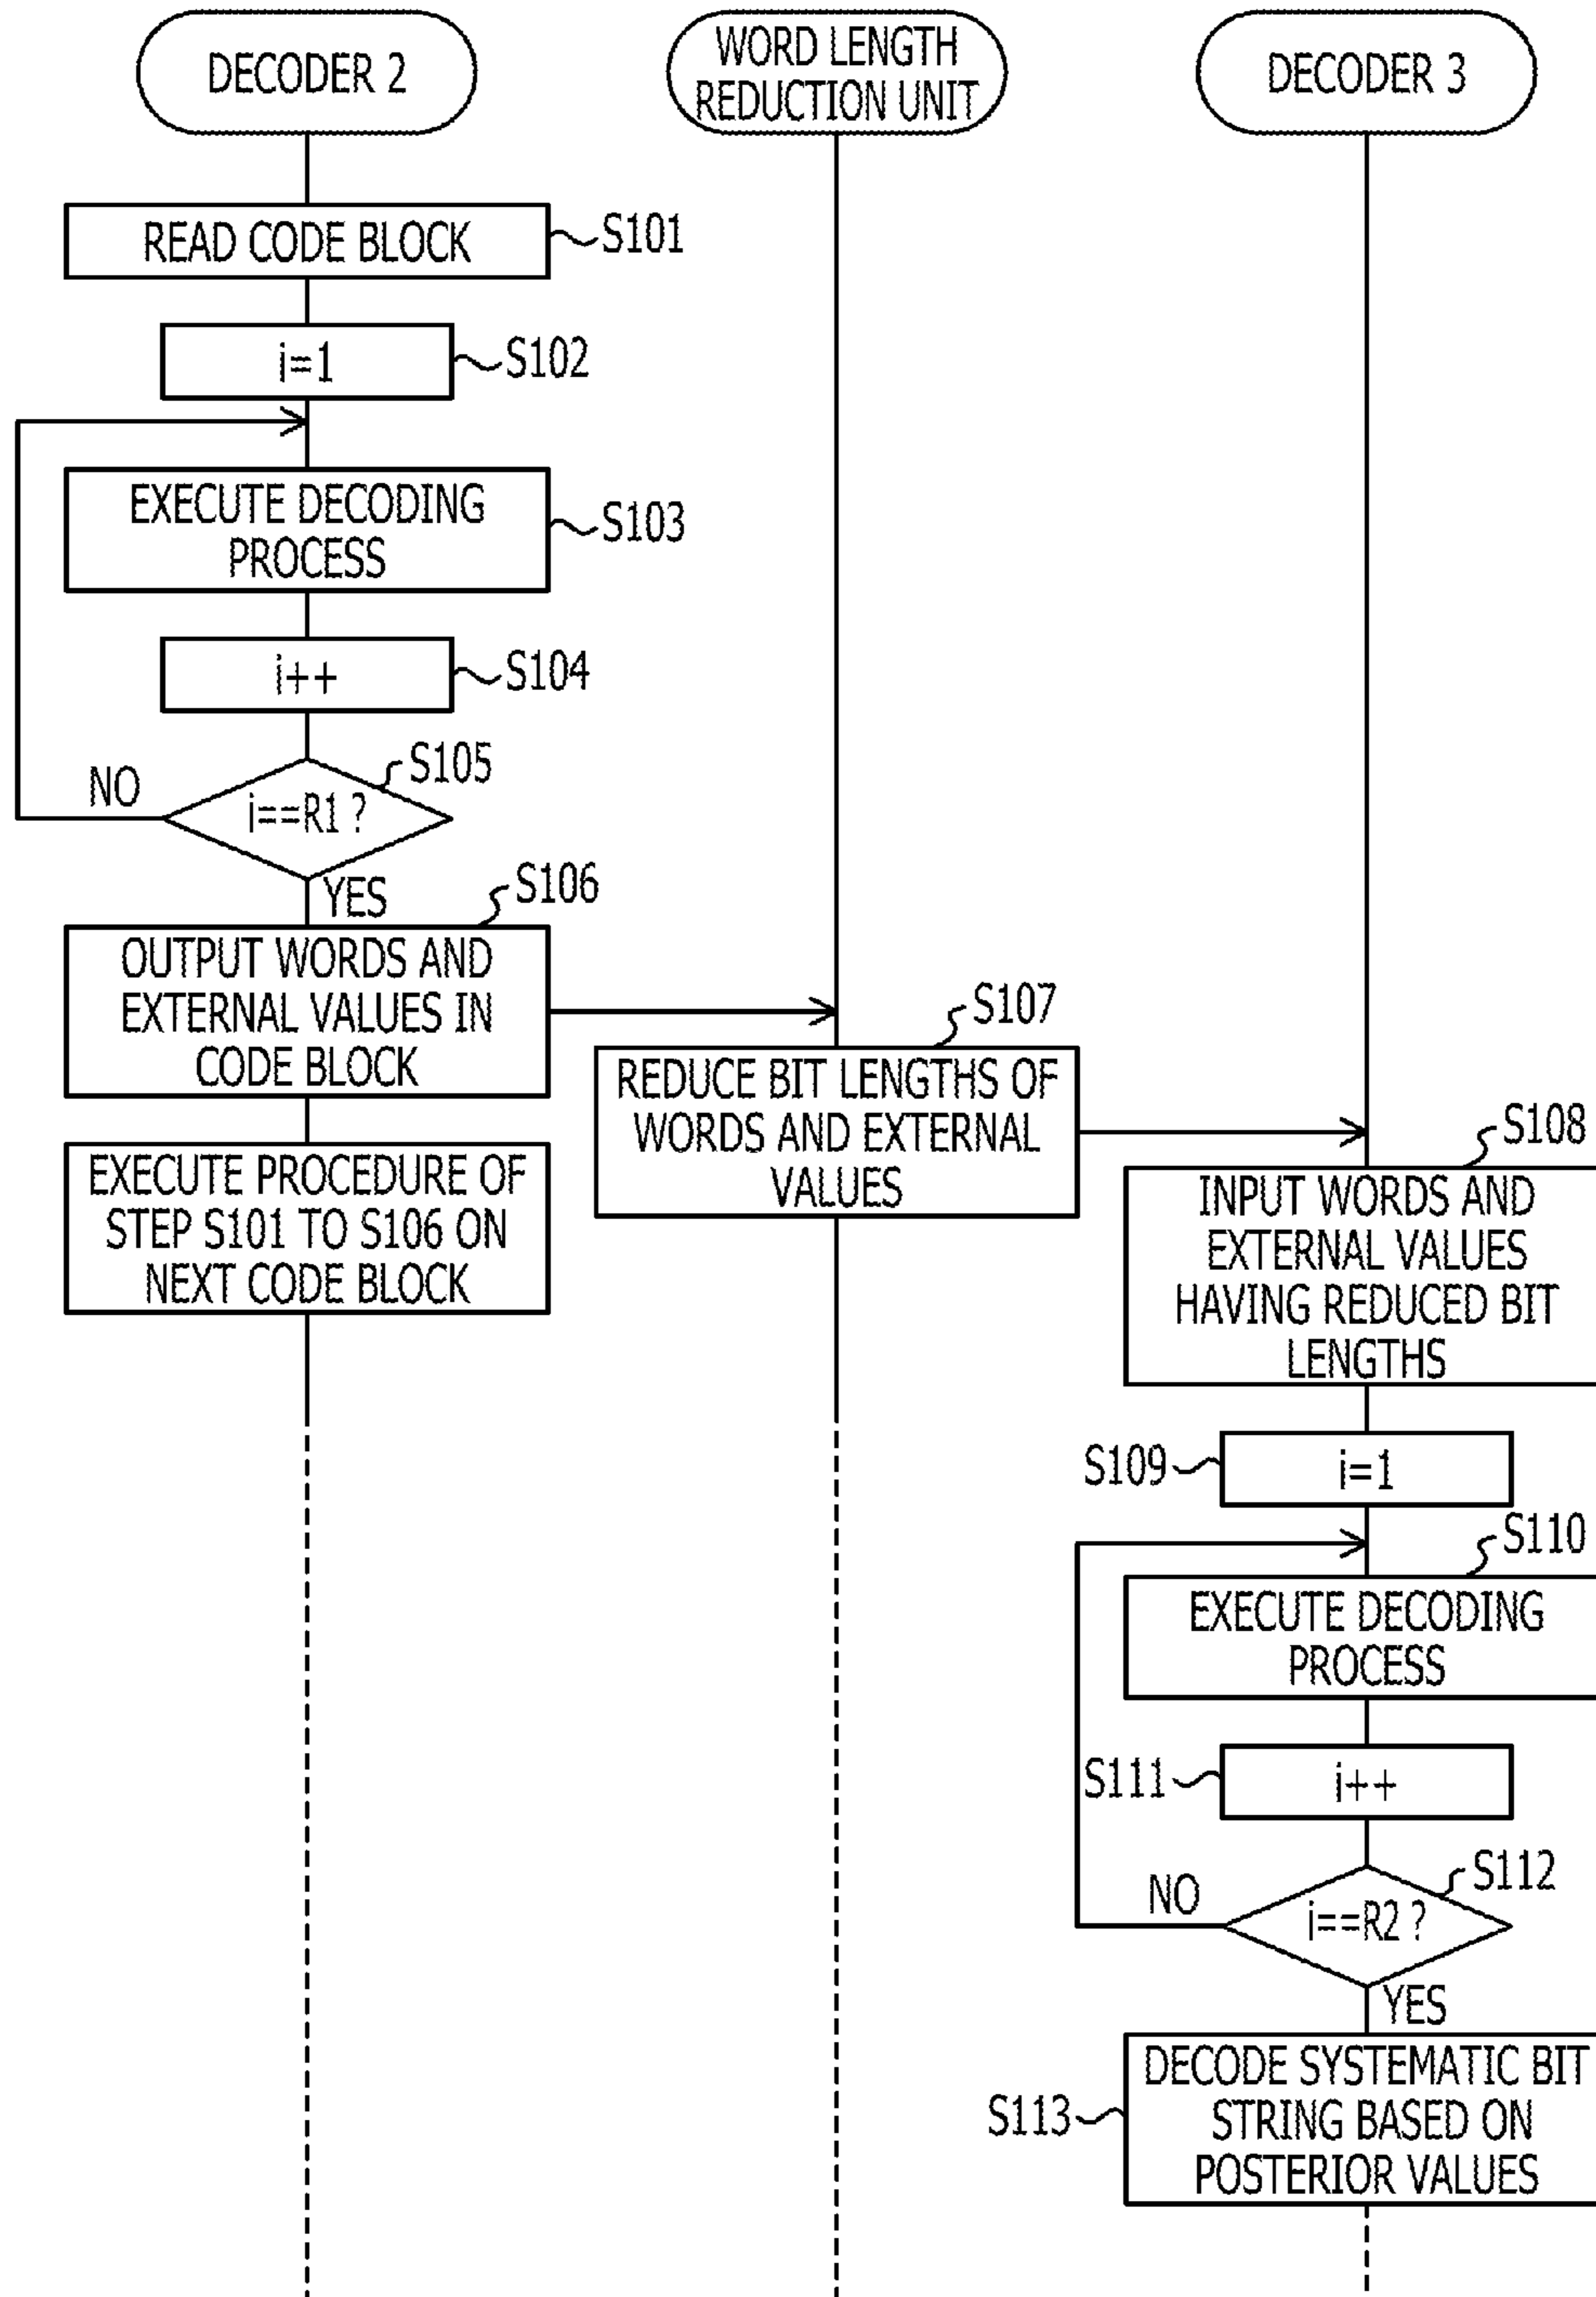 DECODER 2
WORD LENGTH
REDUCTION UNIT
DECODER 3
READ CODE BLOCK
S101
i=1
S102
EXECUTE DECODING
PROCESS
S103
i++
S104
S105
NO
i==R1 ?
YES
S106
OUTPUT WORDS AND
EXTERNAL VALUES IN
CODE BLOCK
S107
REDUCE BIT LENGTHS OF
WORDS AND EXTERNAL
VALUES
EXECUTE PROCEDURE OF
STEP S101 TO S106 ON
NEXT CODE BLOCK
S108
INPUT WORDS AND
EXTERNAL VALUES
HAVING REDUCED BIT
LENGTHS
S109
i=1
S110
EXECUTE DECODING
PROCESS
S111
i++
S112
NO
i==R2 ?
YES
S113
DECODE SYSTEMATIC BIT
STRING BASED ON
POSTERIOR VALUES